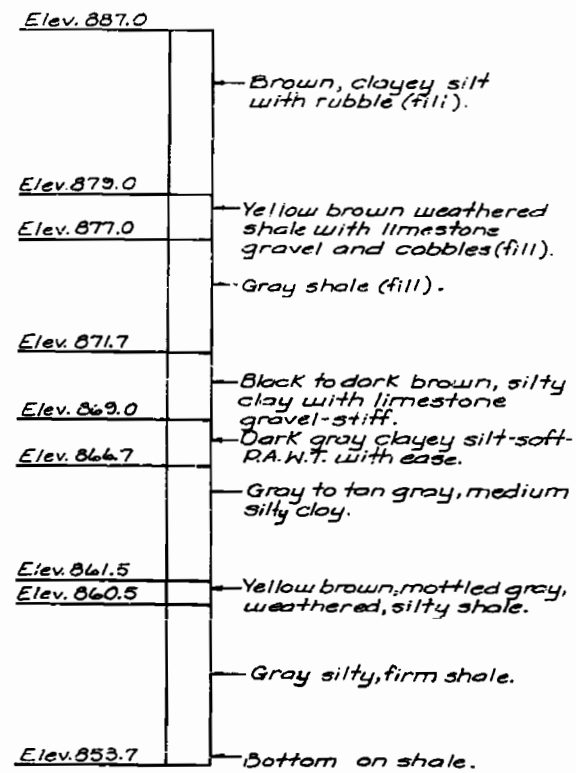 Elev. 887.0
Brown, clayey silt
with rubble (fill).
Elev. 879.0
Yellow brown weathered
shale with limestone
gravel and cobbles (fill).
Elev. 877.0
Gray shale (fill).
Elev. 871.7
Black to dark brown, silty
clay with limestone
gravel-stiff.
Elev. 869.0
Dark gray clayey silt-soft-
P.A.W.T. with ease.
Elev. 866.7
Gray to tan gray, medium
silty clay.
Elev. 861.5
Yellow brown, mottled gray,
weathered, silty shale.
Elev. 860.5
Gray silty, firm shale.
Elev. 853.7
Bottom on shale.